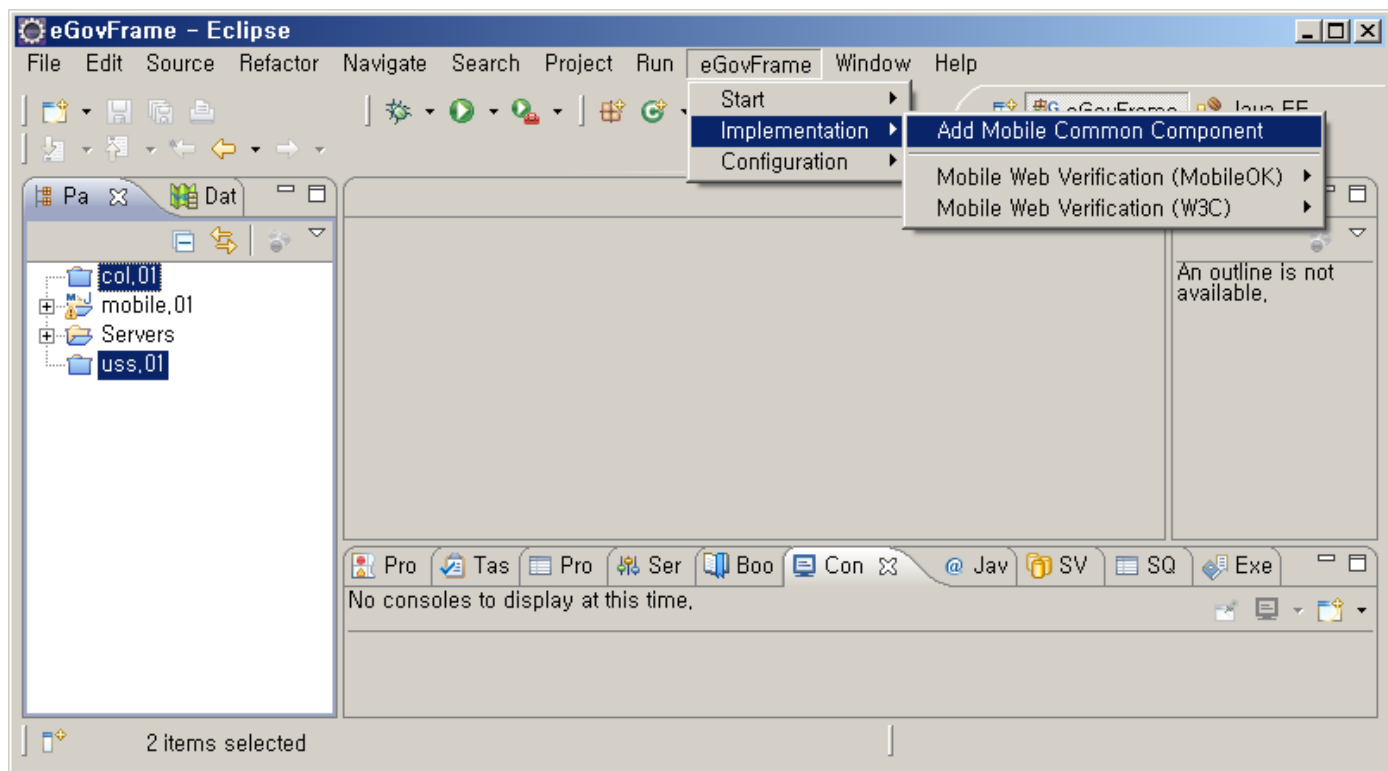 eGovFrame - Eclipse
File Edit Source Refactor Navigate Search Project Run eGovFrame Window Help
Start
Implementation
Configuration
eGovFrame Java EE
Add Mobile Common Component
Mobile Web Verification (MobileOK)
Mobile Web Verification (W3C)
Pa Dat
col,01
mobile,01
Servers
uss,01
An outline is not
available,
Pro Tas Pro Ser Boo Con @ Jav SV SQ Exe
No consoles to display at this time,
2 items selected